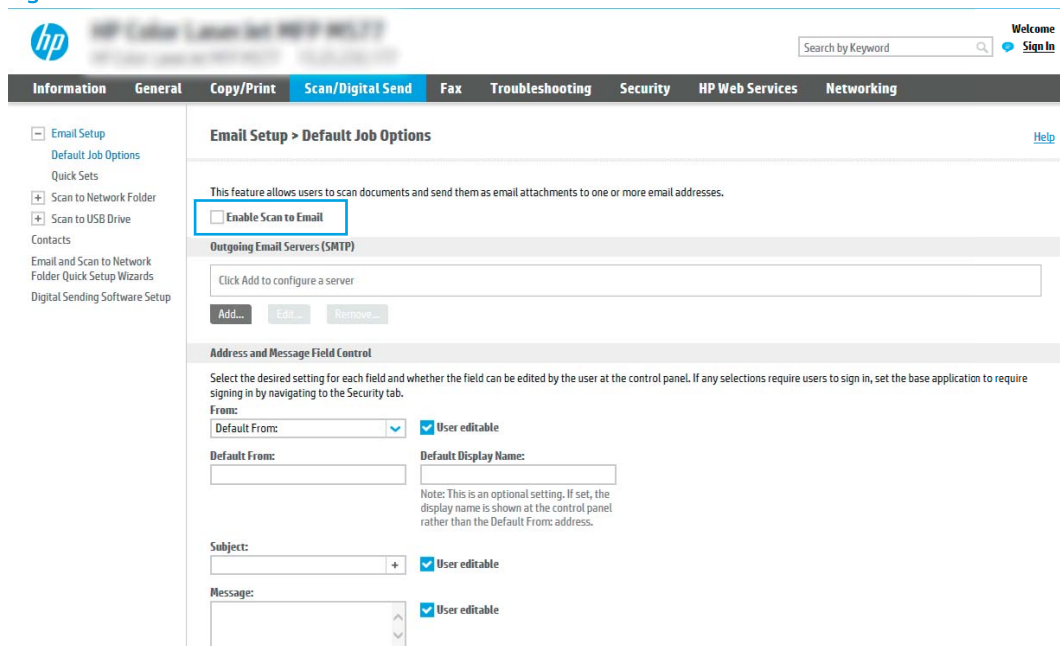 hp
Welcome
Search by Keyword
Sign In
Information General Copy/Print Scan/Digital Send Fax Troubleshooting Security HP Web Services Networking
Email Setup
Default Job Options
Quick Sets
Scan to Network Folder
Scan to USB Drive
Contacts
Email and Scan to Network
Folder Quick Setup Wizards
Digital Sending Software Setup
Email Setup > Default Job Options
Help
This feature allows users to scan documents and send them as email attachments to one or more email addresses.
Enable Scan to Email
Outgoing Email Servers (SMTP)
Click Add to configure a server
Add... Edit... Remove...
Address and Message Field Control
Select the desired setting for each field and whether the field can be edited by the user at the control panel. If any selections require users to sign in, set the base application to require
signing in by navigating to the Security tab.
From:
Default From: User editable
Default From: Default Display Name:
Note: This is an optional setting. If set, the
display name is shown at the control panel
rather than the Default From: address.
Subject:
+ User editable
Message:
User editable